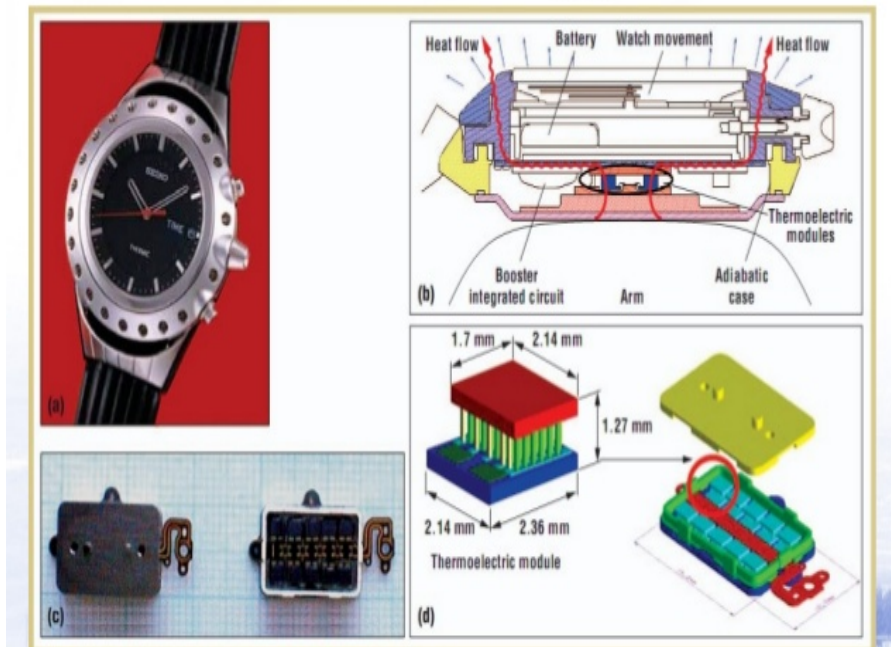 SEIKO
TIME
THERMIC
(a)
Heat flow
Battery
Watch movement
Heat flow
Thermoelectric
modules
Booster
integrated circuit
Arm
Adiabatic
case
(b)
(c)
1.7 mm
2.14 mm
1.27 mm
2.14 mm
2.36 mm
Thermoelectric module
(d)